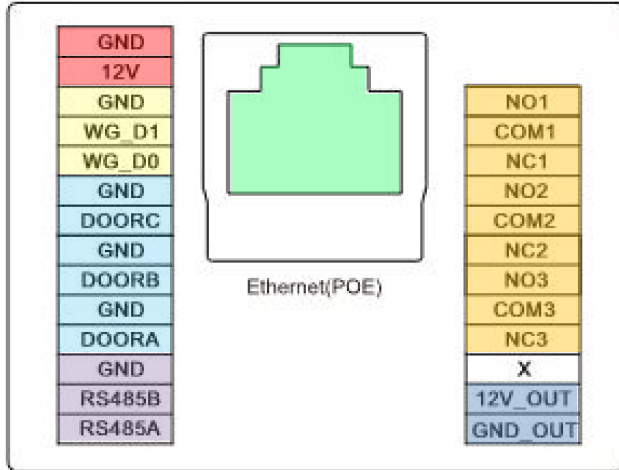 GND
12V
GND
WG_D1
WG_D0
GND
DOORC
GND
DOORB
GND
DOORA
GND
RS485B
RS485A
Ethernet(POE)
NO1
COM1
NC1
NO2
COM2
NC2
NO3
COM3
NC3
X
12V_OUT
GND_OUT